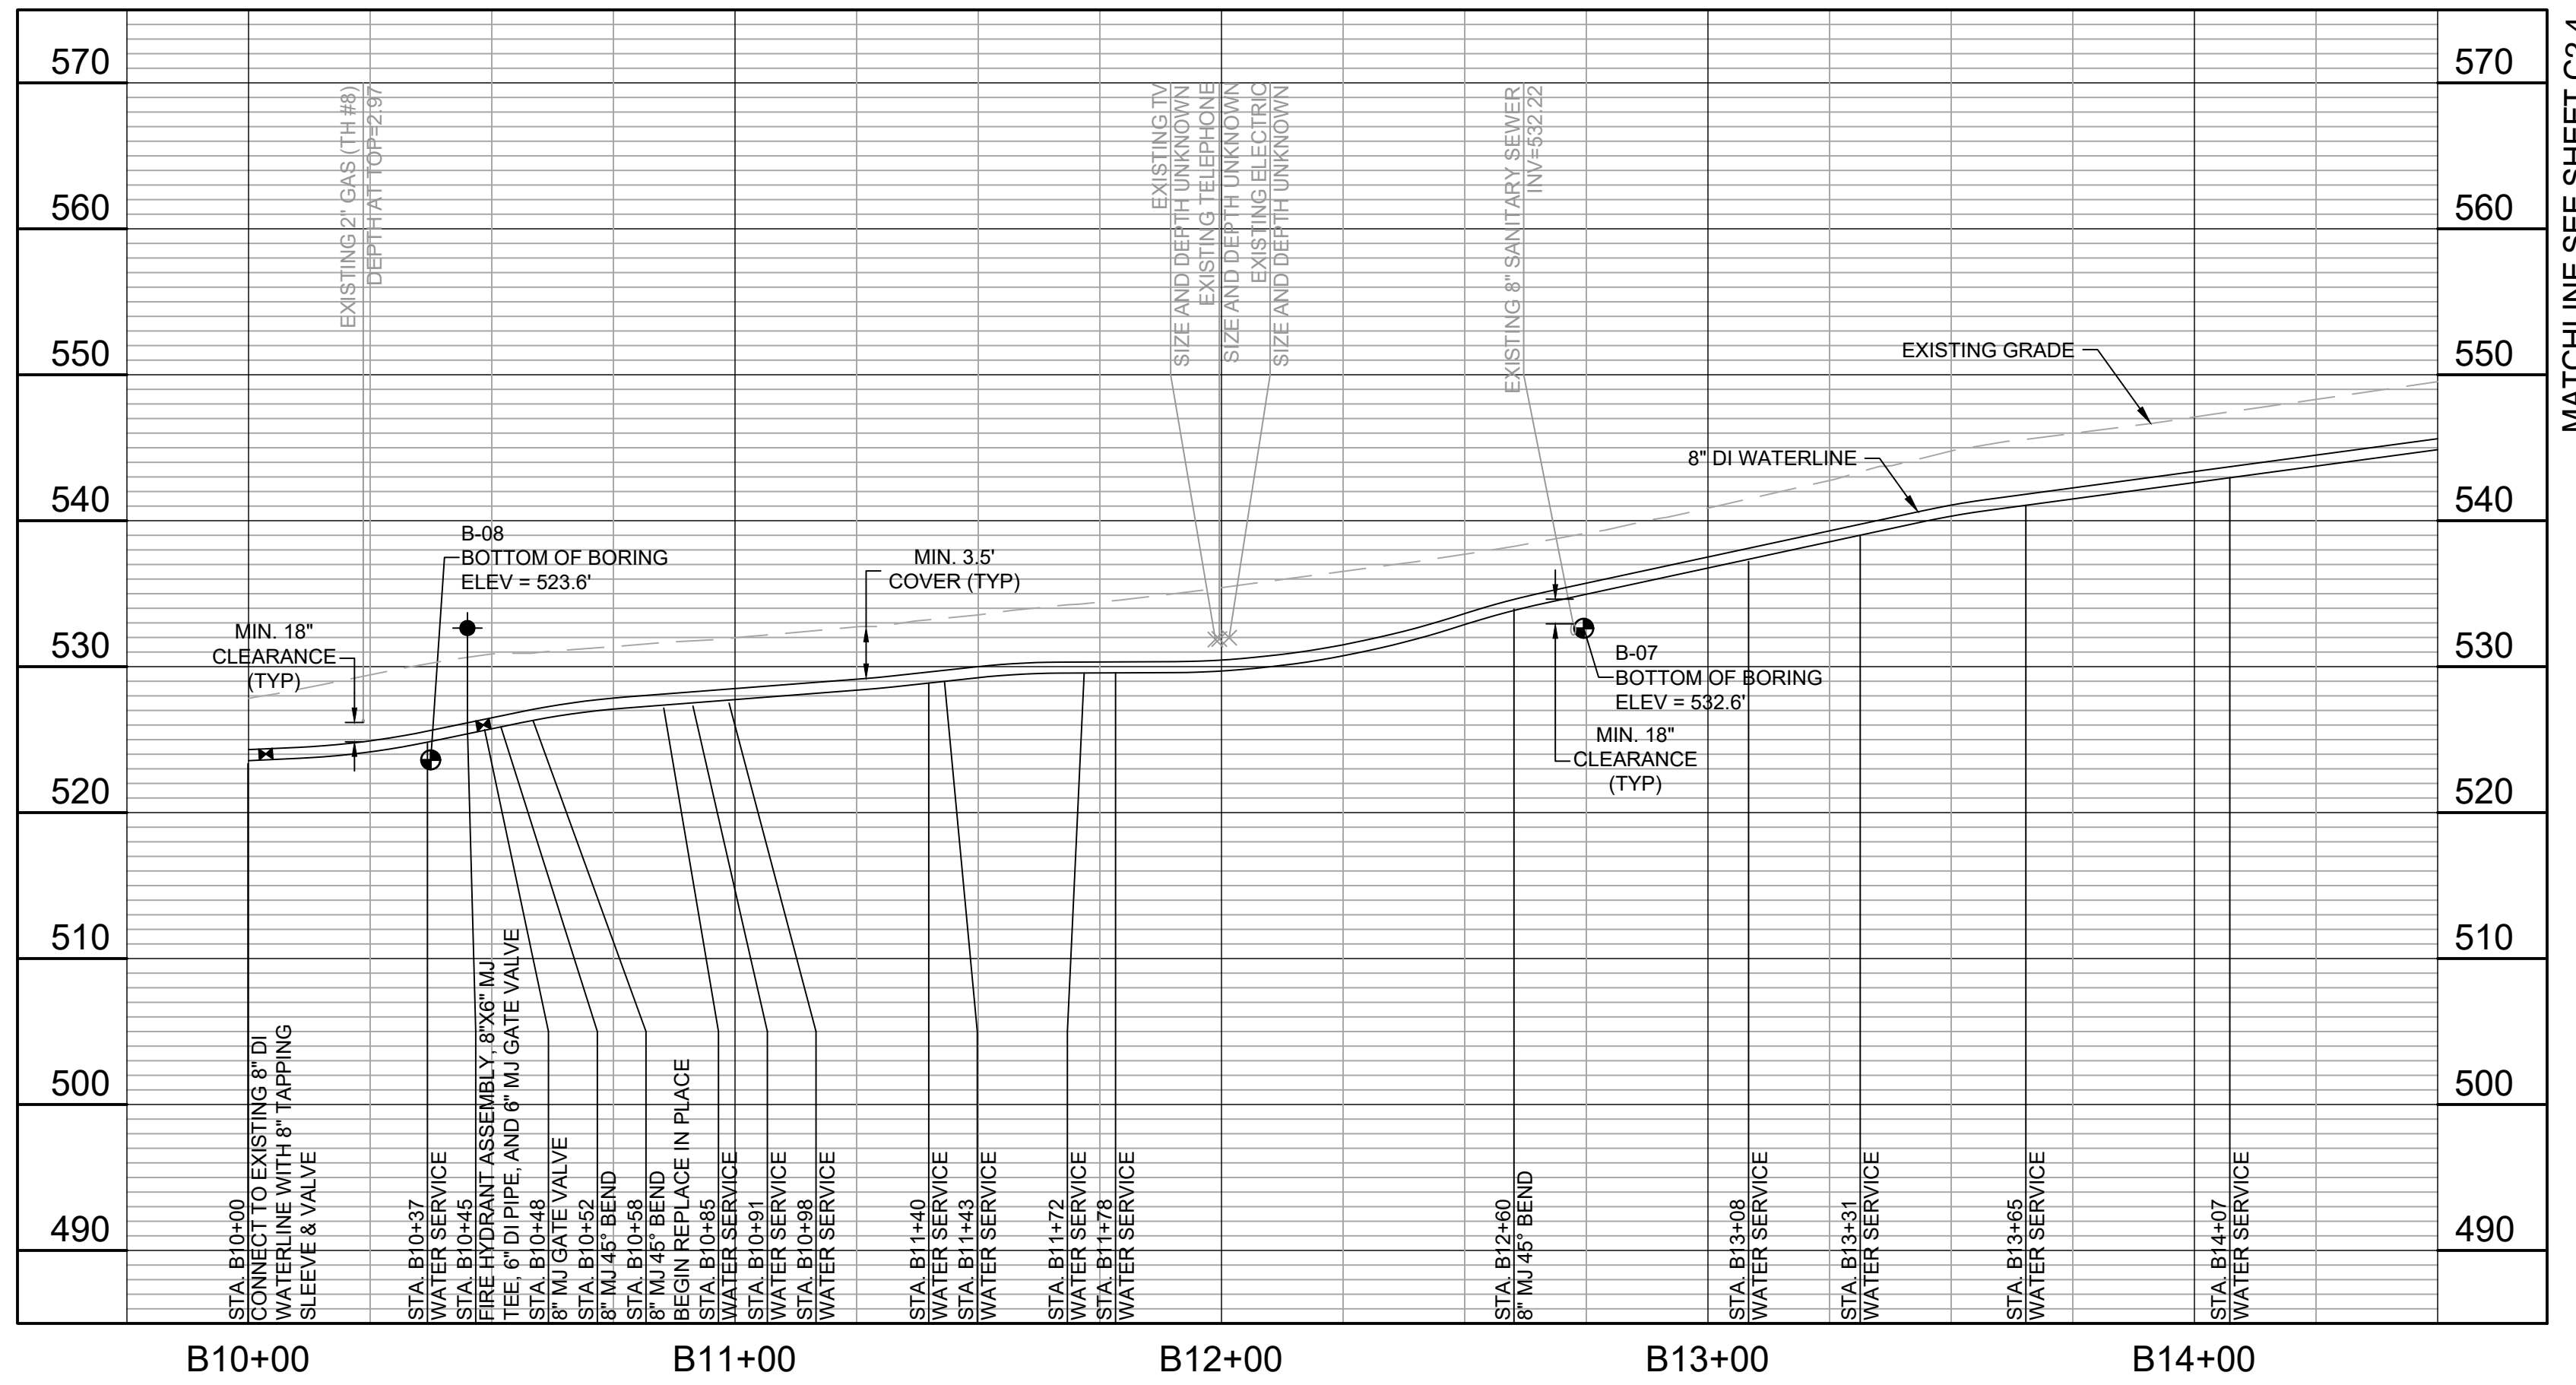 570
560
550
540
530
520
510
500
490
570
560
550
540
530
520
510
500
490
EXISTING 2" GAS (TH #8)
DEPTH AT TOP=2.97
EXISTING TV
SIZE AND DEPTH UNKNOWN
EXISTING TELEPHONE
SIZE AND DEPTH UNKNOWN
EXISTING ELECTRIC
SIZE AND DEPTH UNKNOWN
EXISTING 8" SANITARY SEWER
INV=532.22
EXISTING GRADE
8" DI WATERLINE
B-08
BOTTOM OF BORING
ELEV = 523.6'
MIN. 3.5'
COVER (TYP)
MIN. 18"
CLEARANCE
(TYP)
B-07
BOTTOM OF BORING
ELEV = 532.6'
MIN. 18"
CLEARANCE
(TYP)
STA. B10+00
CONNECT TO EXISTING 8" DI
WATERLINE WITH 8" TAPPING
SLEEVE & VALVE
STA. B10+37
WATER SERVICE
STA. B10+45
FIRE HYDRANT ASSEMBLY, 8"X6" MJ
TEE, 6" DI PIPE, AND 6" MJ GATE VALVE
STA. B10+48
8" MJ GATE VALVE
STA. B10+52
8" MJ 45° BEND
STA. B10+58
8" MJ 45° BEND
BEGIN REPLACE IN PLACE
STA. B10+85
WATER SERVICE
STA. B10+91
WATER SERVICE
STA. B10+98
WATER SERVICE
STA. B11+40
WATER SERVICE
STA. B11+43
WATER SERVICE
STA. B11+72
WATER SERVICE
STA. B11+78
WATER SERVICE
STA. B12+60
8" MJ 45° BEND
STA. B13+08
WATER SERVICE
STA. B13+31
WATER SERVICE
STA. B13+65
WATER SERVICE
STA. B14+07
WATER SERVICE
B10+00
B11+00
B12+00
B13+00
B14+00
MATCHLINE SEE SHEET C2.4